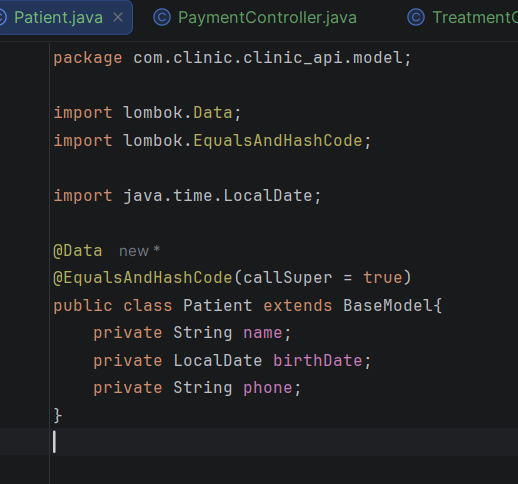 Patient.java
PaymentController.java
package com.clinic.clinic_api.model;
import lombok.Data;
import lombok.EqualsAndHashCode;
import java.time.LocalDate;
@Data new *
@EqualsAndHashCode(callSuper = true)
public class Patient extends BaseModel{
private String name;
private LocalDate birthDate;
private String phone;
}